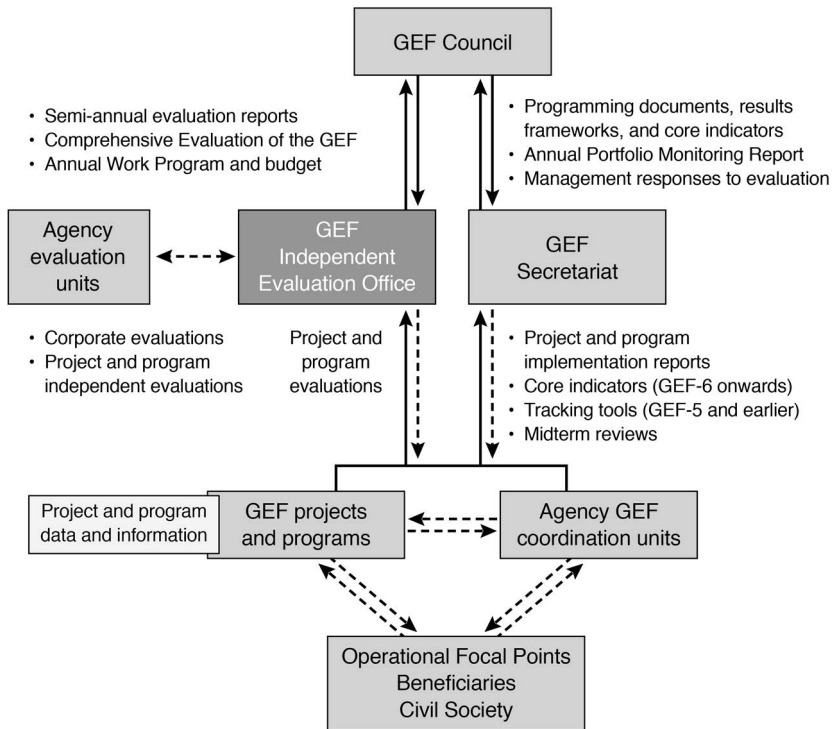 GEF Council
• Semi-annual evaluation reports
• Comprehensive Evaluation of the GEF
• Annual Work Program and budget
• Programming documents, results
frameworks, and core indicators
• Annual Portfolio Monitoring Report
• Management responses to evaluation
Agency
evaluation
units
GEF
Independent
Evaluation Office
GEF
Secretariat
• Corporate evaluations
• Project and program
independent evaluations
Project and
program
evaluations
• Project and program
implementation reports
• Core indicators (GEF-6 onwards)
• Tracking tools (GEF-5 and earlier)
• Midterm reviews
Project and program
data and information
GEF projects
and programs
Agency GEF
coordination units
Operational Focal Points
Beneficiaries
Civil Society